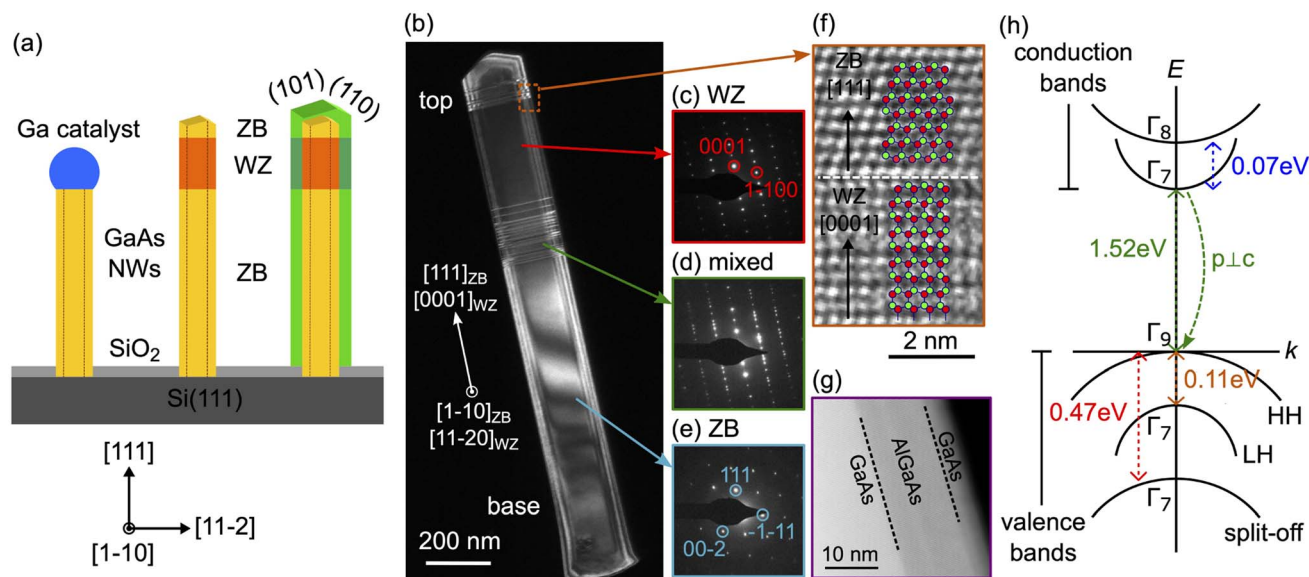 (a)
Ga catalyst
(101)
(110)
ZB
WZ
GaAs
NWs
ZB
SiO₂
Si(111)
[111]
[11-2]
[1-10]
(b)
top
[111]ZB
[0001]WZ
[1-10]ZB
[11-20]WZ
base
200 nm
(c) WZ
0001
1-100
(d) mixed
(e) ZB
111
-1-11
00-2
(f)
ZB
[111]
WZ
[0001]
2 nm
(g)
GaAs
AlGaAs
GaAs
10 nm
(h)
conduction
bands
E
Γ8
Γ7
0.07eV
1.52eV
p⊥c
Γ9
k
0.47eV
0.11eV
HH
Γ7
LH
Γ7
valence
bands
split-off